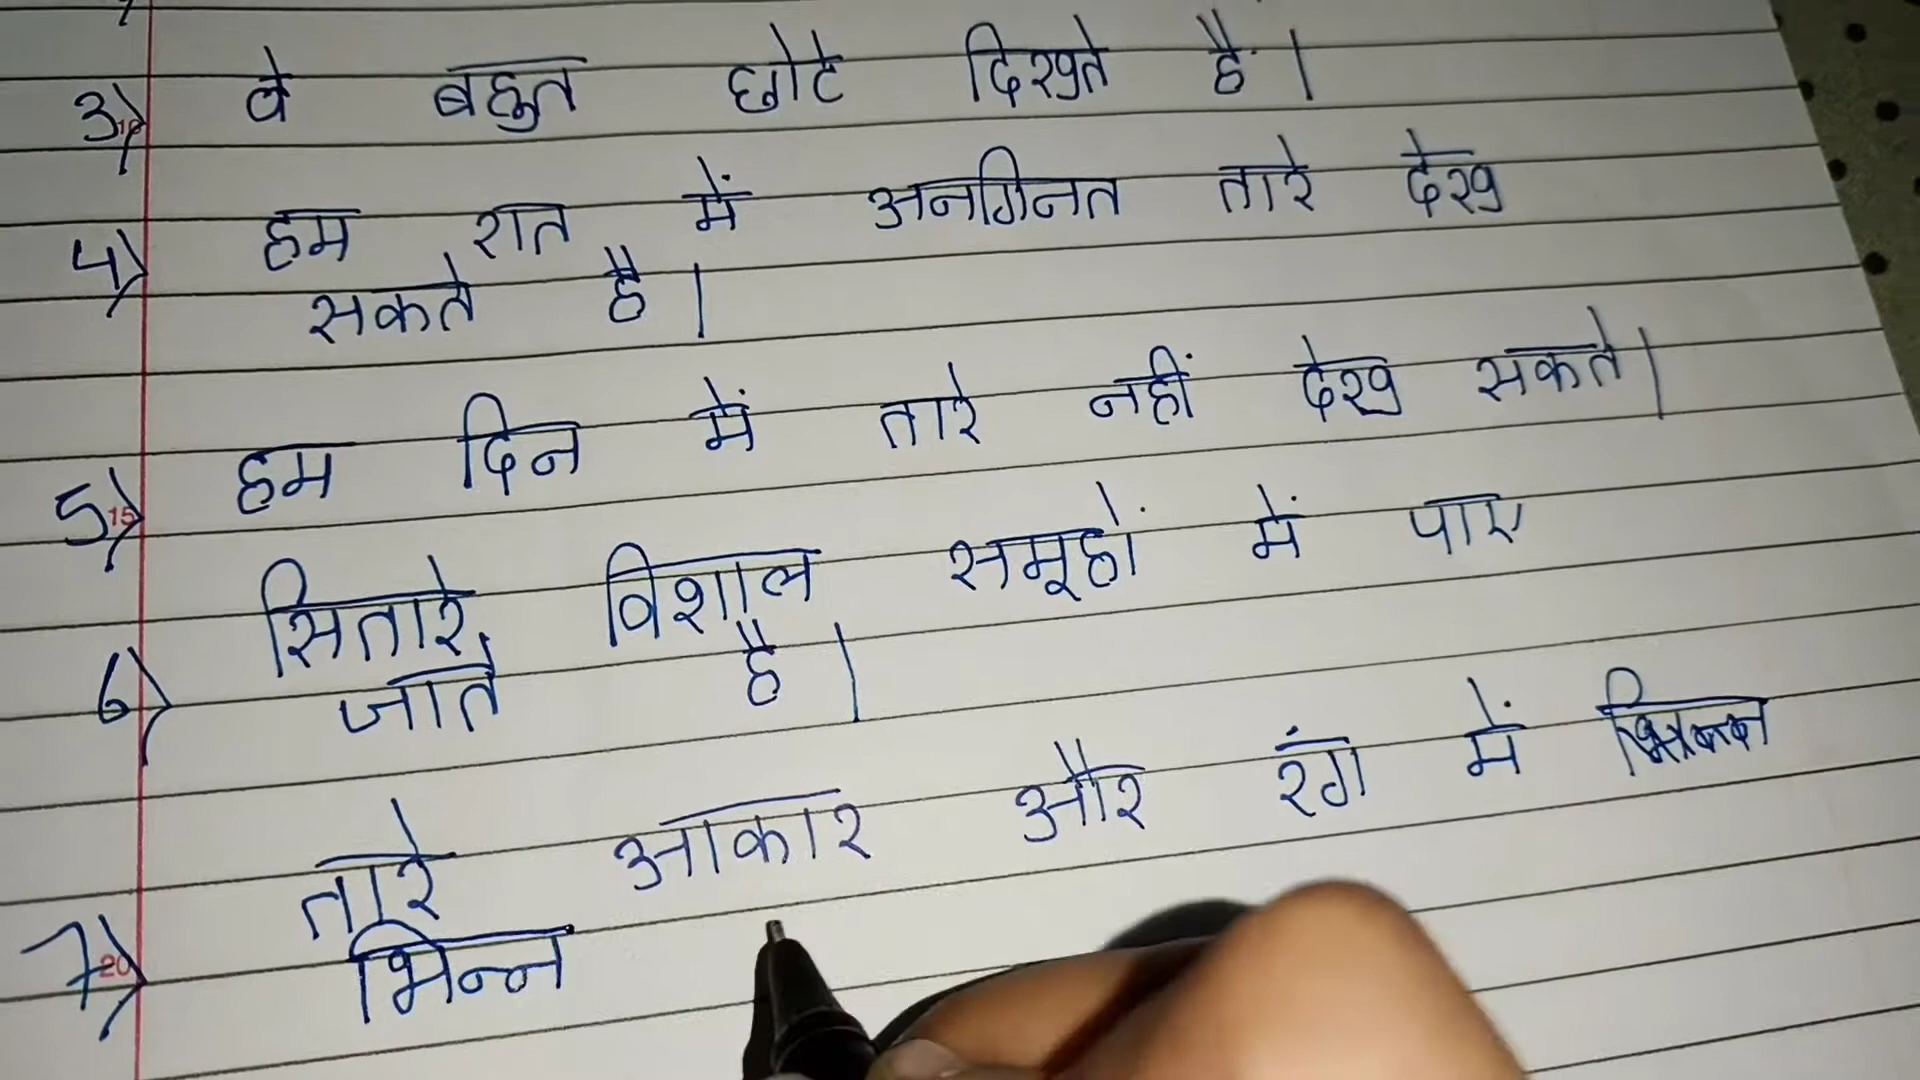 3) वे बहुत छोटे दिखते है।
4) हम रात में अनगिनत तारे देख
सकते है।
5) हम दिन में तारे नहीं देख सकते।
6) सितारे विशाल समूहों में पाए
जाते है।
7) तारे आकार और रंग में
भिन्न